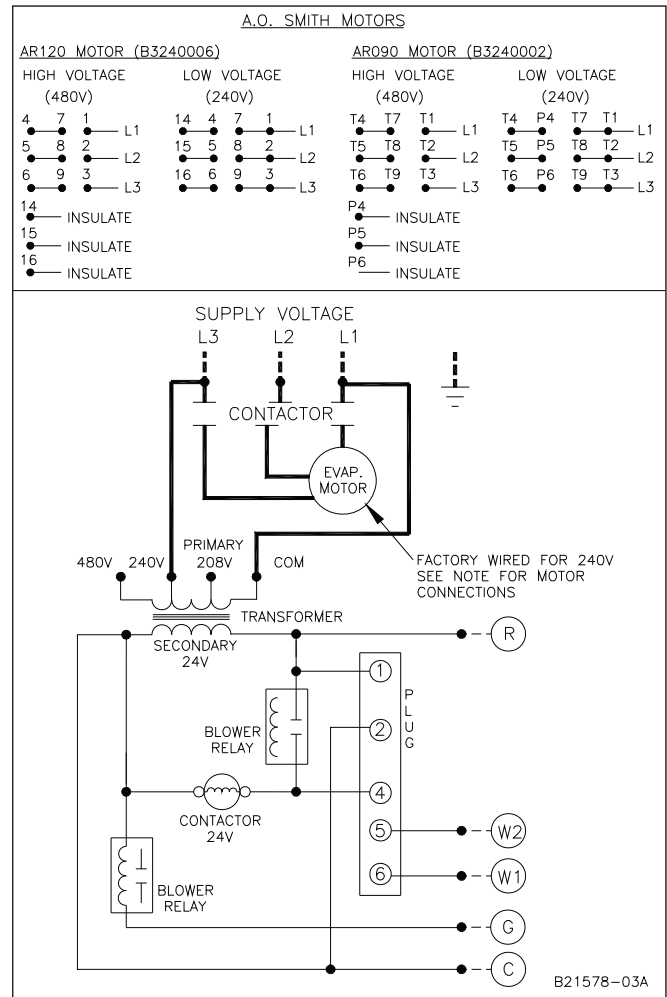 A.O. SMITH MOTORS
AR120 MOTOR (B3240006)
HIGH VOLTAGE
(480V)
4 7 1
L1
5 8 2
L2
6 9 3
L3
14
INSULATE
15
INSULATE
16
INSULATE
LOW VOLTAGE
(240V)
14 4 7 1
L1
15 5 8 2
L2
16 6 9 3
L3
AR090 MOTOR (B3240002)
HIGH VOLTAGE
(480V)
T4 T7 T1
L1
T5 T8 T2
L2
T6 T9 T3
L3
P4
INSULATE
P5
INSULATE
P6
INSULATE
LOW VOLTAGE
(240V)
T4 P4 T7 T1
L1
T5 P5 T8 T2
L2
T6 P6 T9 T3
L3
SUPPLY VOLTAGE
L3 L2 L1
CONTACTOR
EVAP.
MOTOR
FACTORY WIRED FOR 240V
SEE NOTE FOR MOTOR
CONNECTIONS
PRIMARY
480V 240V 208V COM
TRANSFORMER
SECONDARY
24V
R
1
PLUG
2
BLOWER
RELAY
4
CONTACTOR
24V
5
W2
6
W1
BLOWER
RELAY
G
C
B21578-03A